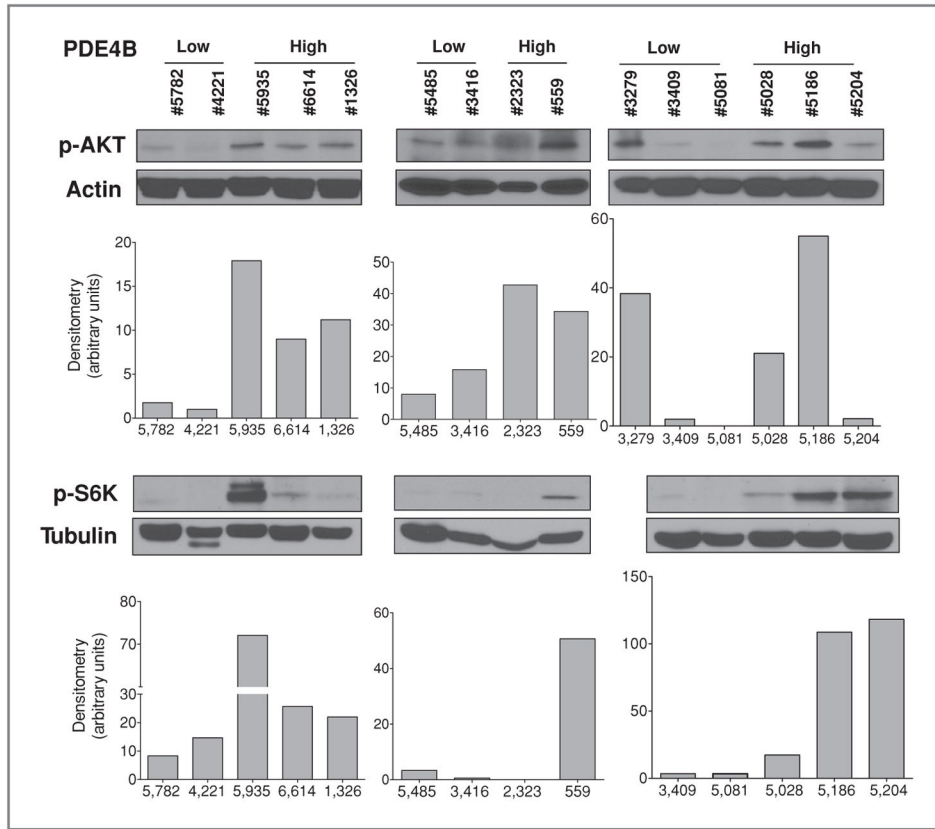 PDE4B Low High Low High Low High
#5782 #4221 #5935 #6614 #1326 #5485 #3416 #2323 #559 #3279 #3409 #5081 #5028 #5186 #5204
p-AKT
Actin
Densitometry
(arbitrary units)
20
15
10
5
0
5,782 4,221 5,935 6,614 1,326
50
40
30
20
10
0
5,485 3,416 2,323 559
60
40
20
0
3,279 3,409 5,081 5,028 5,186 5,204
p-S6K
Tubulin
Densitometry
(arbitrary units)
80
70
30
20
10
0
5,782 4,221 5,935 6,614 1,326
60
40
20
0
5,485 3,416 2,323 559
150
100
50
0
3,409 5,081 5,028 5,186 5,204